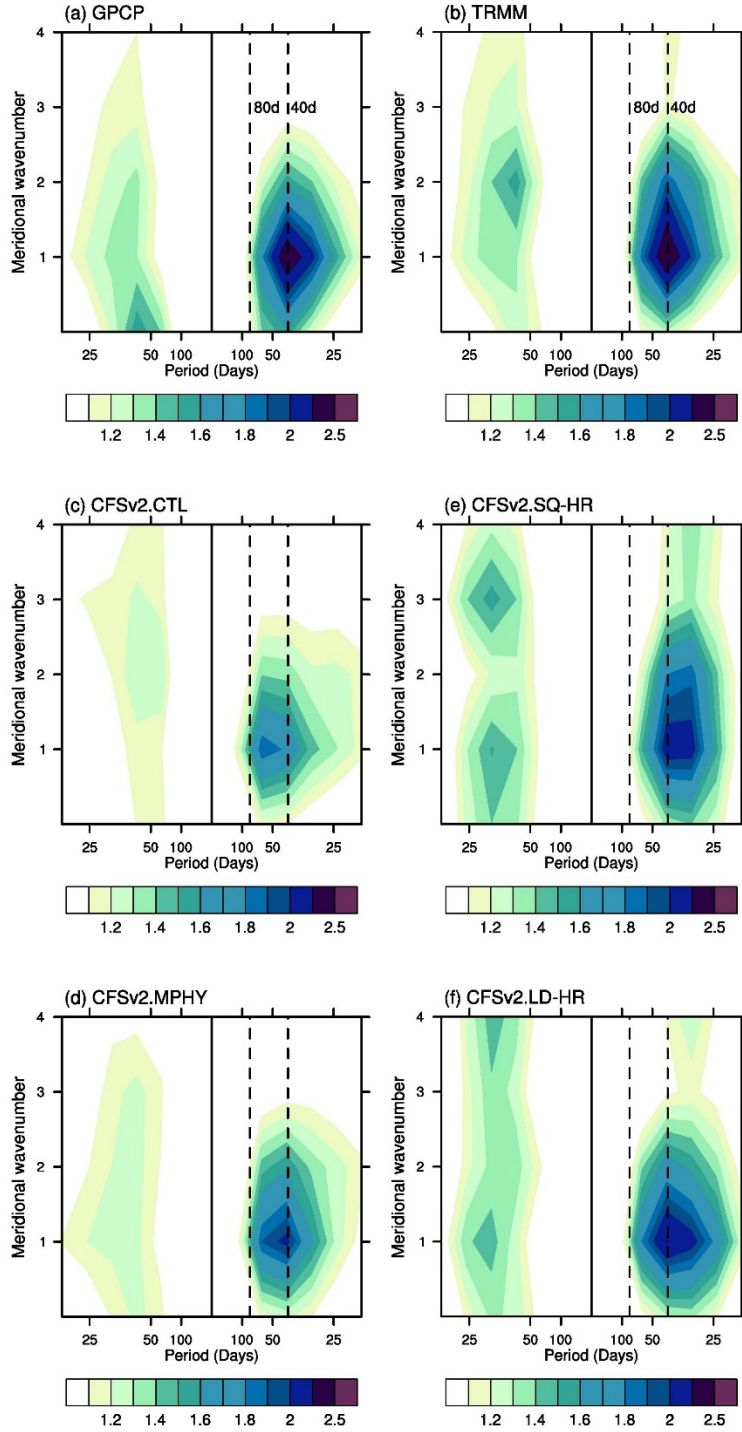 (a) GPCP
4
3
2
1
Meridional wavenumber
80d
40d
25 50 100 100 50 25
Period (Days)
1.2 1.4 1.6 1.8 2 2.5
(b) TRMM
4
3
2
1
Meridional wavenumber
80d
40d
25 50 100 100 50 25
Period (Days)
1.2 1.4 1.6 1.8 2 2.5
(c) CFSv2.CTL
4
3
2
1
Meridional wavenumber
25 50 100 100 50 25
Period (Days)
1.2 1.4 1.6 1.8 2 2.5
(e) CFSv2.SQ-HR
4
3
2
1
Meridional wavenumber
25 50 100 100 50 25
Period (Days)
1.2 1.4 1.6 1.8 2 2.5
(d) CFSv2.MPHY
4
3
2
1
Meridional wavenumber
25 50 100 100 50 25
Period (Days)
1.2 1.4 1.6 1.8 2 2.5
(f) CFSv2.LD-HR
4
3
2
1
Meridional wavenumber
25 50 100 100 50 25
Period (Days)
1.2 1.4 1.6 1.8 2 2.5